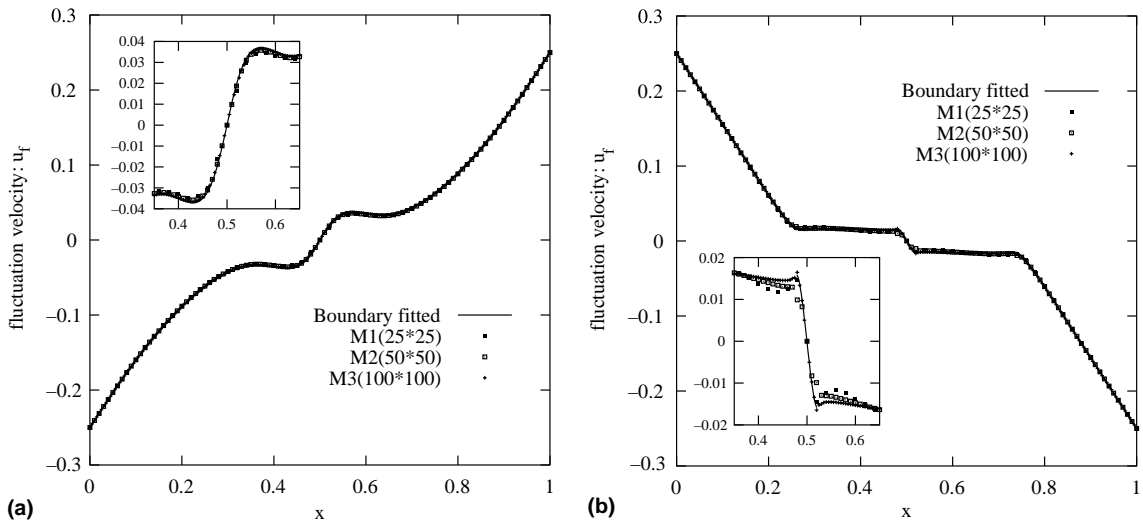 0.3
0.2
0.1
0
−0.1
−0.2
−0.3
fluctuation velocity: u_f
0.04
0.03
0.02
0.01
0
−0.01
−0.02
−0.03
−0.04
0.4 0.5 0.6
Boundary fitted
M1(25*25)
M2(50*50)
M3(100*100)
0 0.2 0.4 0.6 0.8 1
x
(a)
0.3
0.2
0.1
0
−0.1
−0.2
−0.3
fluctuation velocity: u_f
Boundary fitted
M1(25*25)
M2(50*50)
M3(100*100)
0.02
0.01
0
−0.01
−0.02
0.4 0.5 0.6
0 0.2 0.4 0.6 0.8 1
x
(b)